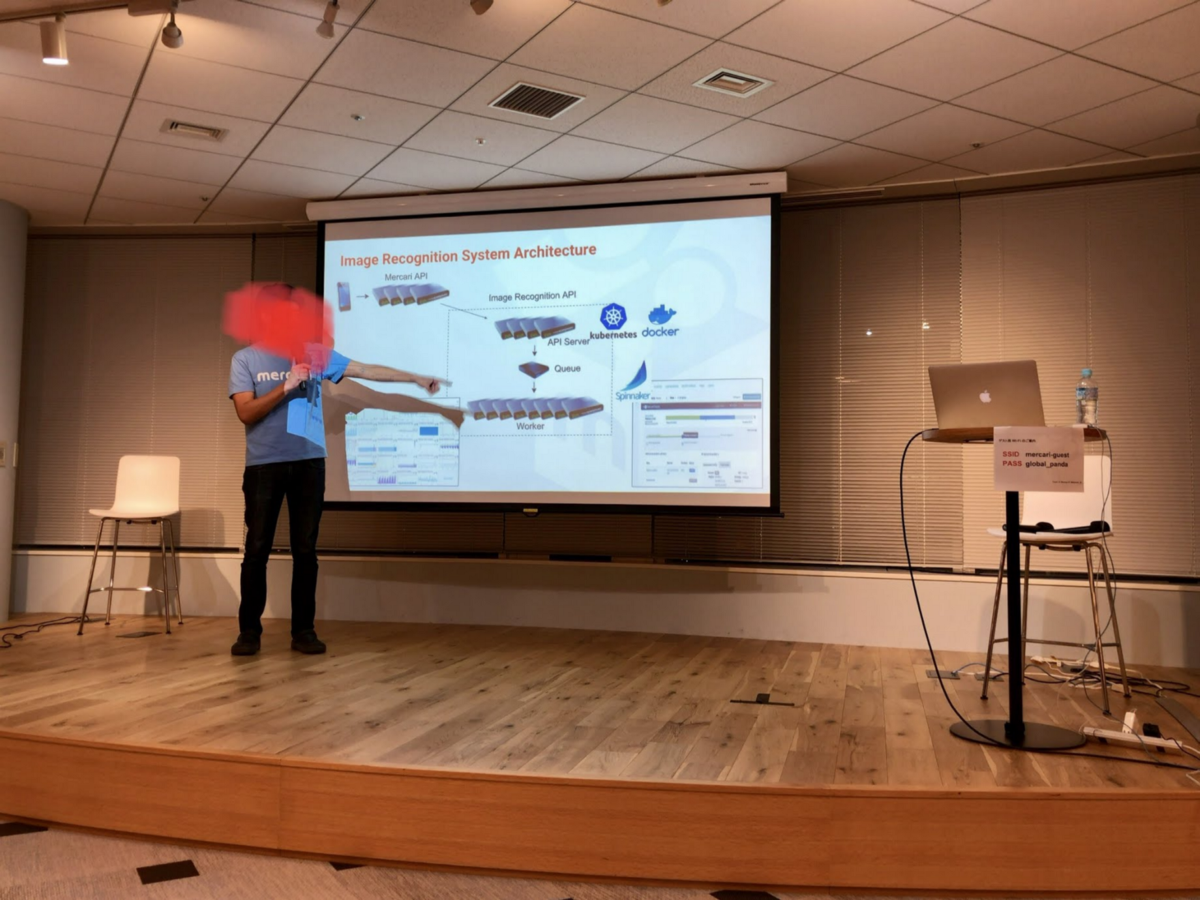 Image Recognition System Architecture
Mercari API
Image Recognition API
API Server
kubernetes
docker
Queue
Spinnaker
Worker
merc
SSID mercari-guest
PASS global_panda